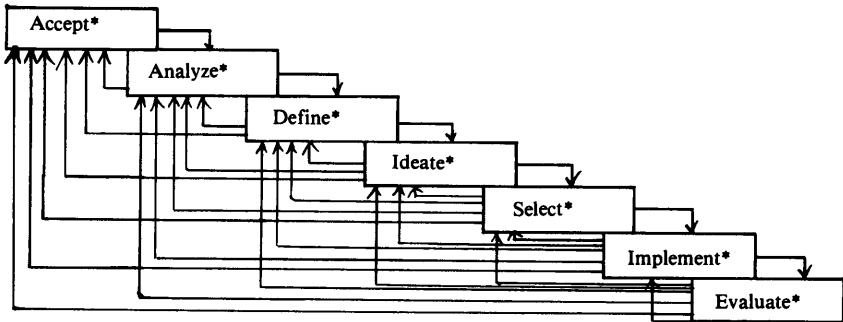 Accept*
Analyze*
Define*
Ideate*
Select*
Implement*
Evaluate*